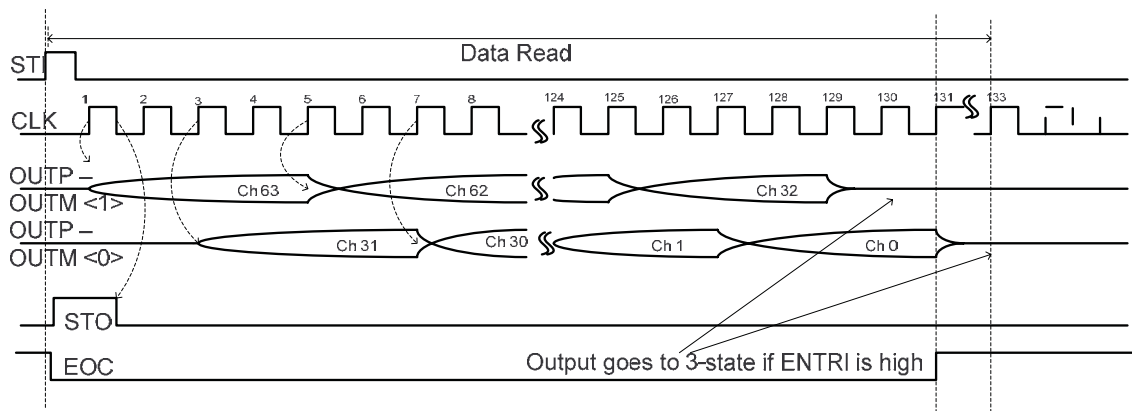 Data Read
STI
1 2 3 4 5 6 7 8 124 125 126 127 128 129 130 131 133
CLK
OUTP –
Ch 63 Ch 62 Ch 32
OUTM <1>
OUTP –
Ch 31 Ch 30 Ch 1 Ch 0
OUTM <0>
STO
EOC
Output goes to 3-state if ENTRI is high